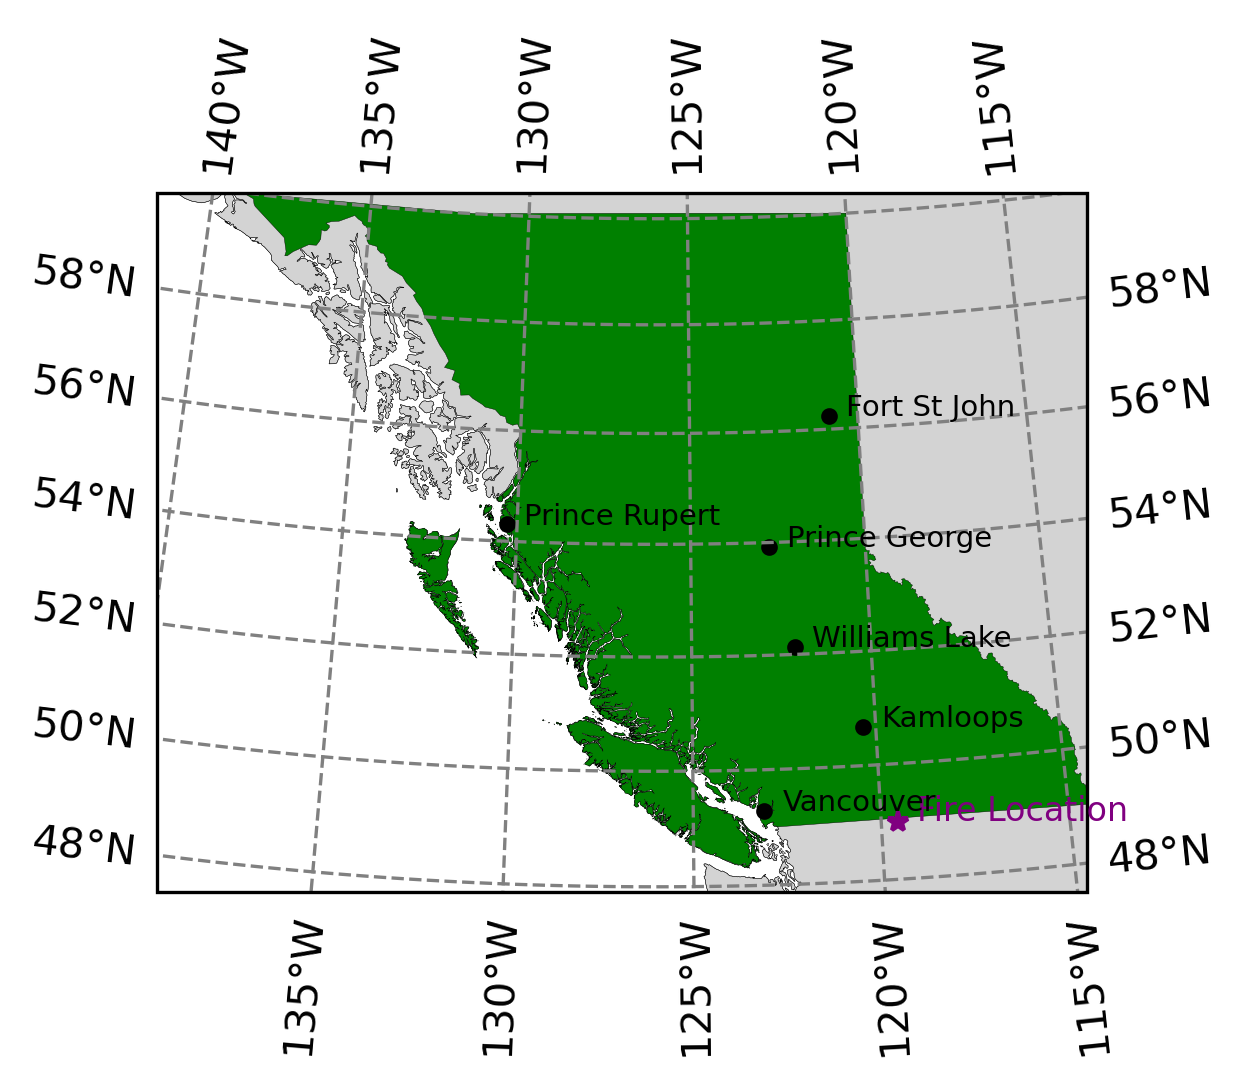 140°W
135°W
130°W
125°W
120°W
115°W
58°N
58°N
56°N
56°N
Fort St John
54°N
54°N
Prince Rupert
Prince George
52°N
52°N
Williams Lake
50°N
50°N
Kamloops
Vancouver
Fire Location
48°N
48°N
135°W
130°W
125°W
120°W
115°W